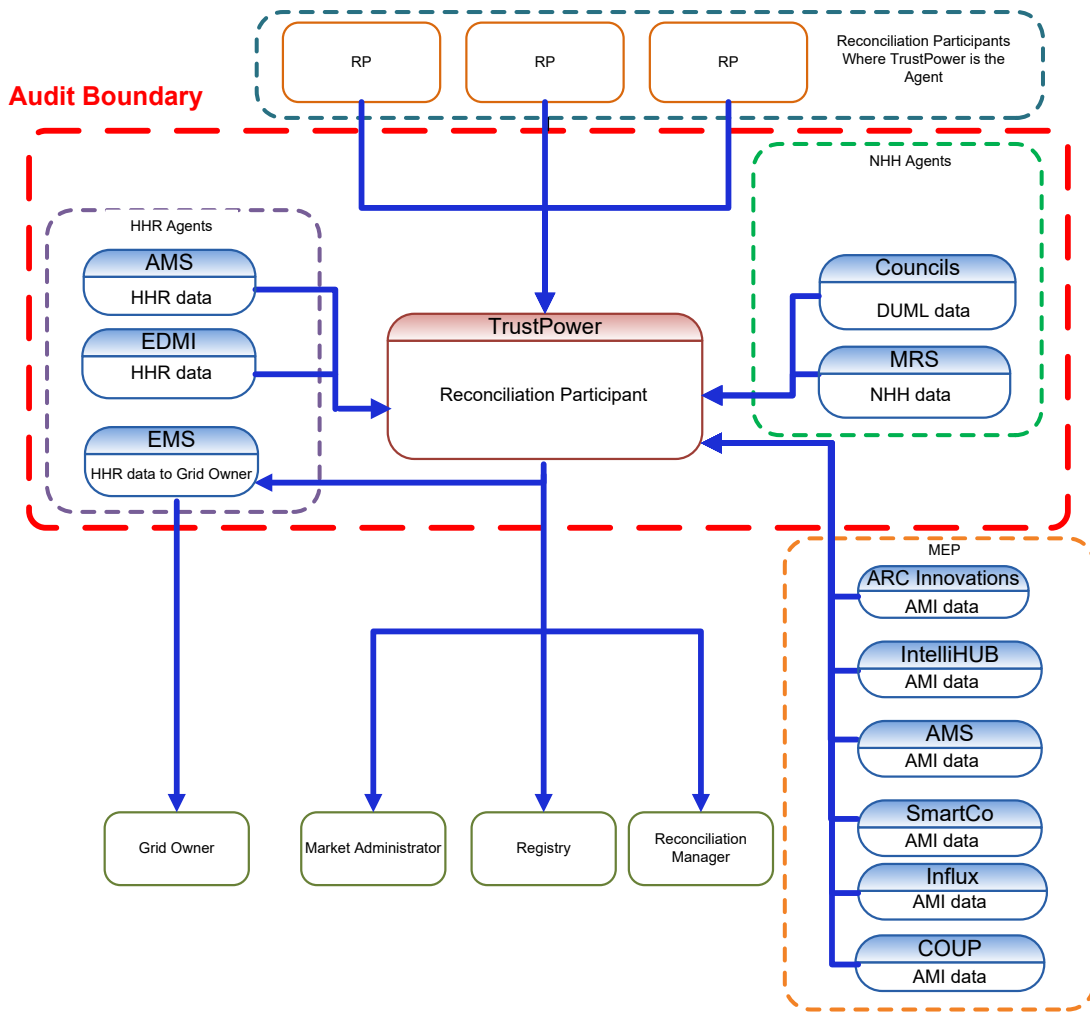 RP
RP
RP
Reconciliation Participants
Where TrustPower is the
Agent
Audit Boundary
NHH Agents
HHR Agents
AMS
HHR data
EDMI
HHR data
EMS
HHR data to Grid Owner
TrustPower
Reconciliation Participant
Councils
DUML data
MRS
NHH data
MEP
ARC Innovations
AMI data
IntelliHUB
AMI data
AMS
AMI data
SmartCo
AMI data
Influx
AMI data
COUP
AMI data
Grid Owner
Market Administrator
Registry
Reconciliation
Manager